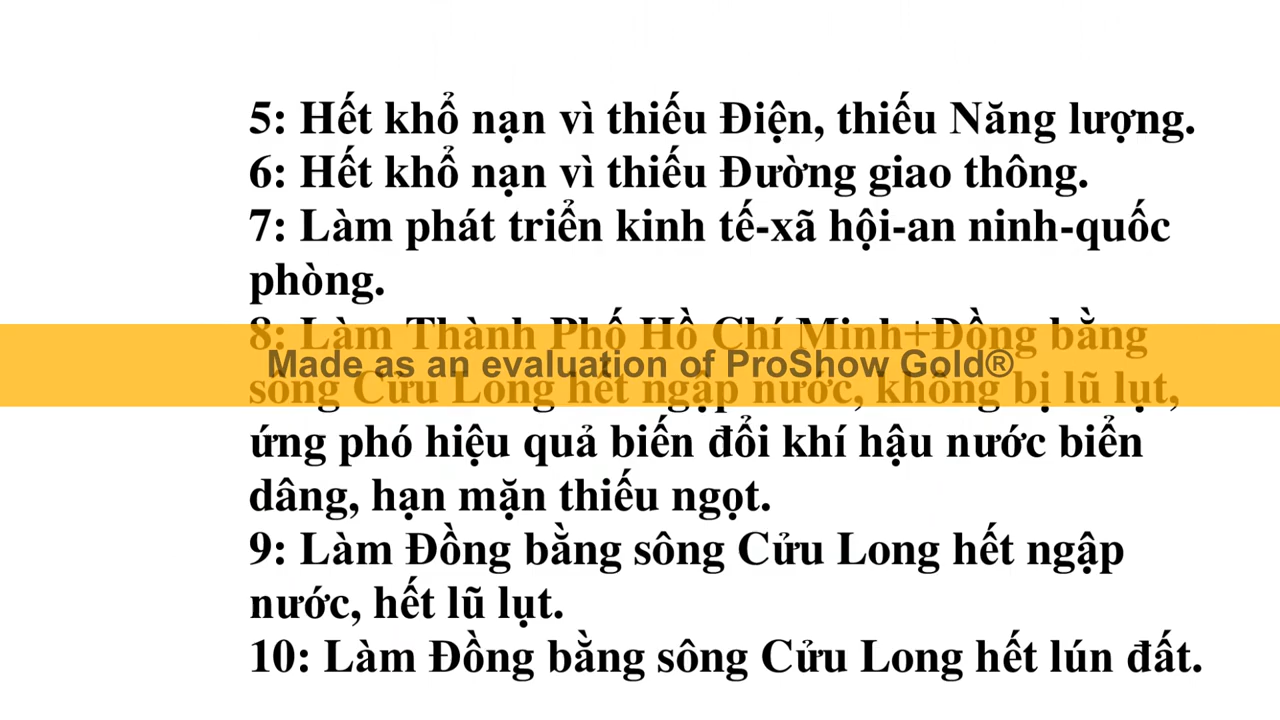 5: Hết khổ nạn vì thiếu Điện, thiếu Năng lượng.
6: Hết khổ nạn vì thiếu Đường giao thông.
7: Làm phát triển kinh tế-xã hội-an ninh-quốc
phòng.
8: Làm Thành Phố Hồ Chí Minh+Đồng bằng
Made as an evaluation of ProShow Gold®
sông Cửu Long hết ngập nước, không bị lũ lụt,
ứng phó hiệu quả biến đổi khí hậu nước biển
dâng, hạn mặn thiếu ngọt.
9: Làm Đồng bằng sông Cửu Long hết ngập
nước, hết lũ lụt.
10: Làm Đồng bằng sông Cửu Long hết lún đất.